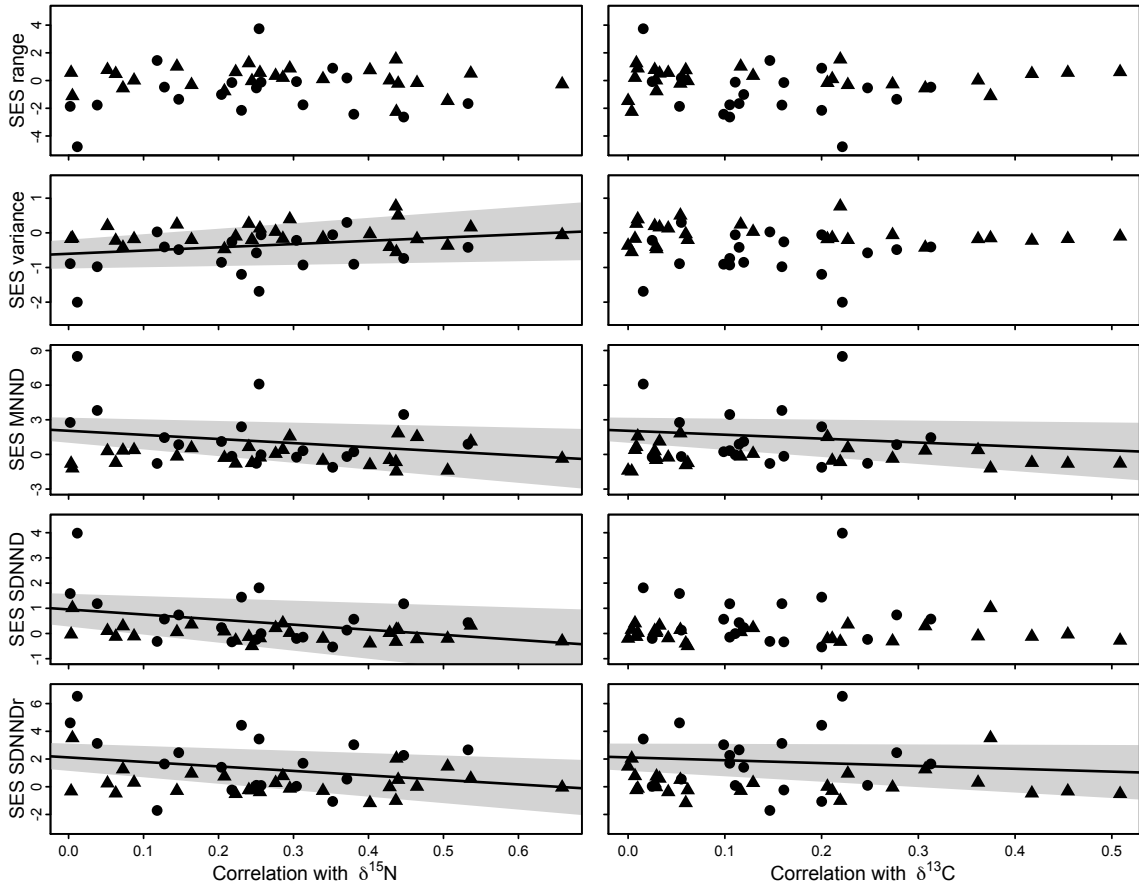 SES range
4
2
0
-2
-4
SES variance
1
0
-1
-2
SES MNND
9
6
3
0
-3
SES SDNND
4
3
2
1
0
-1
SES SDNNDr
6
4
2
0
-2
0.0 0.1 0.2 0.3 0.4 0.5 0.6
Correlation with δ¹⁵N
0.0 0.1 0.2 0.3 0.4 0.5
Correlation with δ¹³C